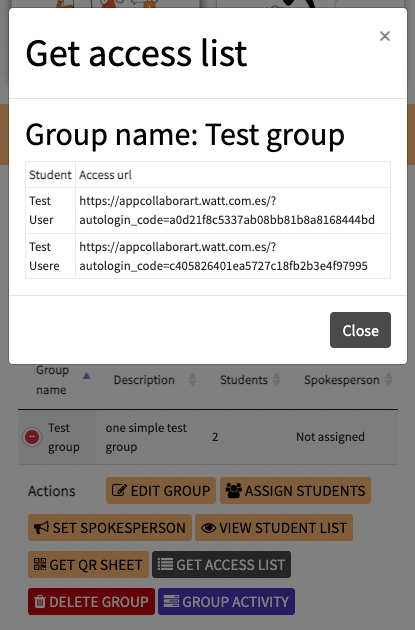 Get access list
×
Group name: Test group
Student Access url
Test User https://appcollaborart.watt.com.es/?
autologin_code=a0d21f8c5337ab08bb81b8a8168444bd
Test Usere https://appcollaborart.watt.com.es/?
autologin_code=c405826401ea5727c18fb2b3e4f97995
Close
Group name Description Students Spokesperson
Test group one simple test group 2 Not assigned
Actions EDIT GROUP ASSIGN STUDENTS
SET SPOKESPERSON VIEW STUDENT LIST
GET QR SHEET GET ACCESS LIST
DELETE GROUP GROUP ACTIVITY